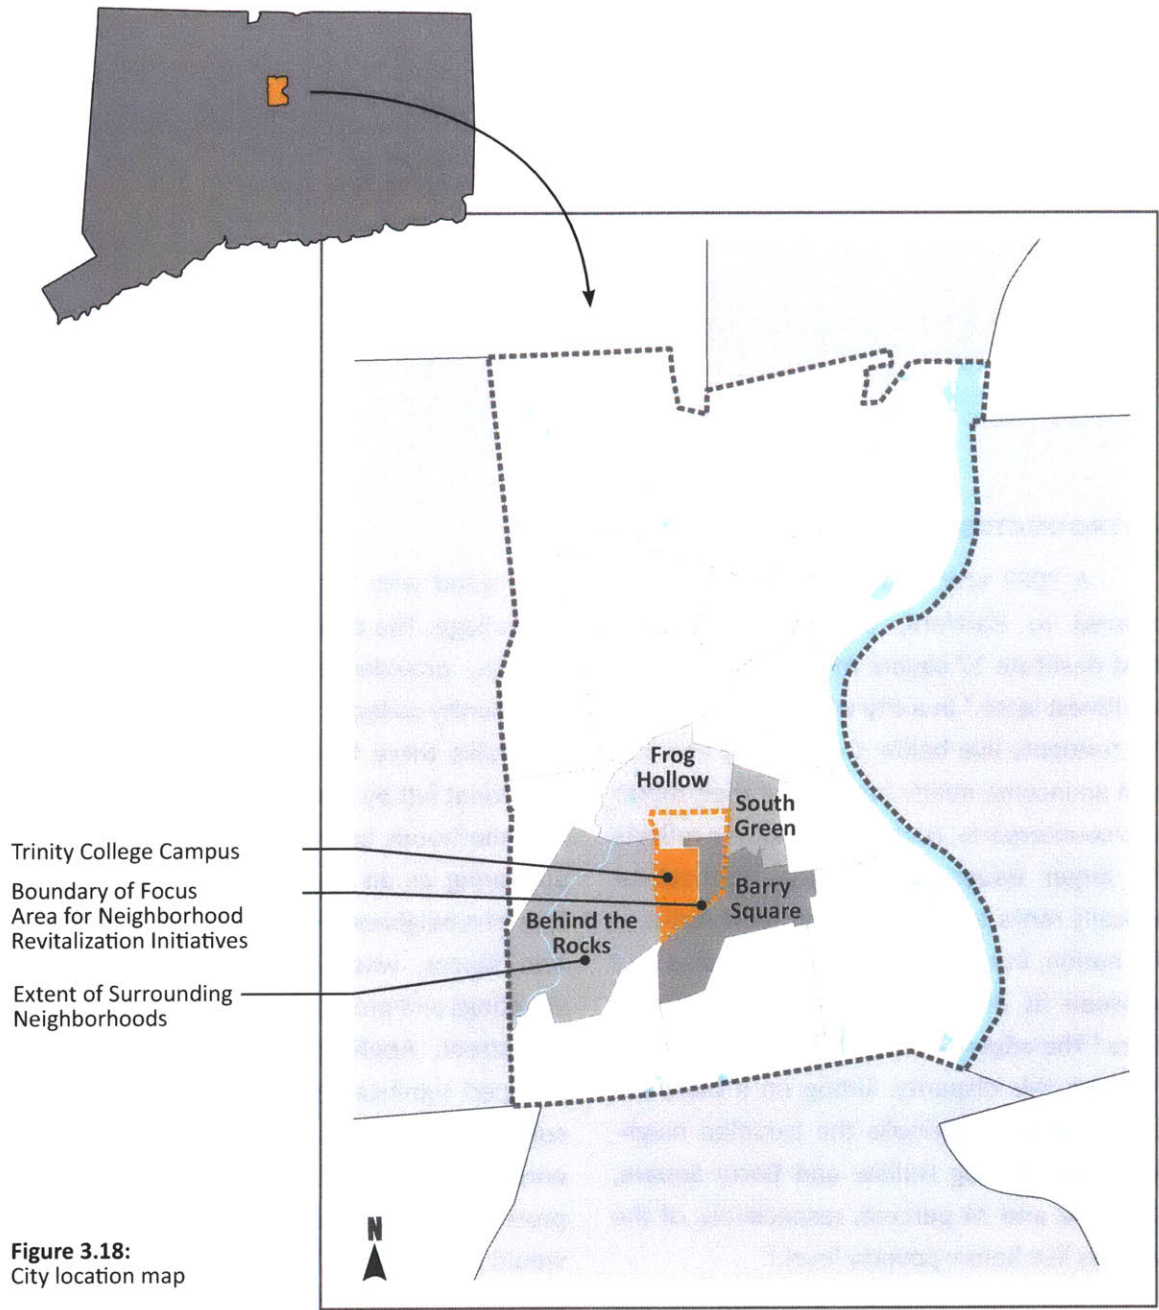 Frog
Hollow
South
Green
Barry
Square
Behind the
Rocks
Trinity College Campus
Boundary of Focus
Area for Neighborhood
Revitalization Initiatives
Extent of Surrounding
Neighborhoods
N
Figure 3.18:
City location map